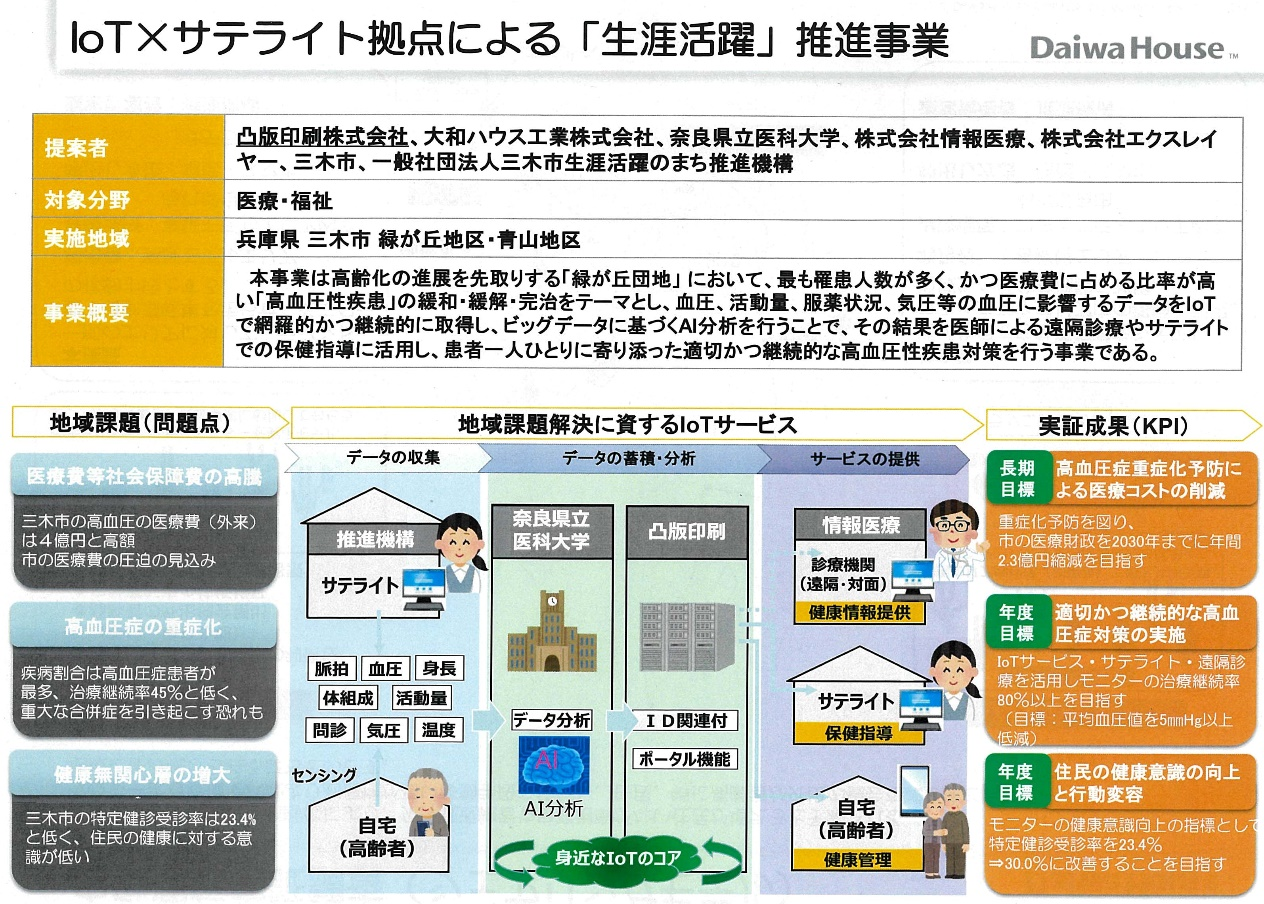 IoT×サテライト拠点による「生涯活躍」推進事業
Daiwa House™
提案者
凸版印刷株式会社、大和ハウス工業株式会社、奈良県立医科大学、株式会社情報医療、株式会社エクスレイ
ヤー、三木市、一般社団法人三木市生涯活躍のまち推進機構
対象分野
医療・福祉
実施地域
兵庫県 三木市 緑が丘地区・青山地区
事業概要
本事業は高齢化の進展を先取りする「緑が丘団地」において、最も罹患人数が多く、かつ医療費に占める比率が高
い「高血圧性疾患」の緩和・緩解・完治をテーマとし、血圧、活動量、服薬状況、気圧等の血圧に影響するデータをIoT
で網羅的かつ継続的に取得し、ビッグデータに基づくAI分析を行うことで、その結果を医師による遠隔診療やサテライト
での保健指導に活用し、患者一人ひとりに寄り添った適切かつ継続的な高血圧性疾患対策を行う事業である。
地域課題(問題点)
医療費等社会保障費の高騰
三木市の高血圧の医療費（外来）
は４億円と高額
市の医療費の圧迫の見込み
高血圧症の重症化
疾病割合は高血圧症患者が
最多、治療継続率45%と低く、
重大な合併症を引き起こす恐れも
健康無関心層の増大
三木市の特定健診受診率は23.4%
と低く、住民の健康に対する意
識が低い
地域課題解決に資するIoTサービス
データの収集
推進機構
サテライト
脈拍 血圧 身長
体組成 活動量
問診 気圧 温度
センシング
自宅
(高齢者)
データの蓄積・分析
奈良県立
医科大学
データ分析
AI
AI分析
凸版印刷
ＩＤ関連付
ポータル機能
身近なIoTのコア
サービスの提供
情報医療
診療機関
(遠隔・対面)
健康情報提供
サテライト
保健指導
自宅
(高齢者)
健康管理
実証成果(KPI)
長期
目標
高血圧症重症化予防に
よる医療コストの削減
重症化予防を図り、
市の医療財政を2030年までに年間
2.3億円縮減を目指す
年度
目標
適切かつ継続的な高血
圧症対策の実施
IoTサービス・サテライト・遠隔診
療を活用しモニターの治療継続率
80%以上を目指す
（目標：平均血圧値を5mmHg以上
低減）
年度
目標
住民の健康意識の向上
と行動変容
モニターの健康意識向上の指標として
特定健診受診率を23.4%
⇒30.0%に改善することを目指す